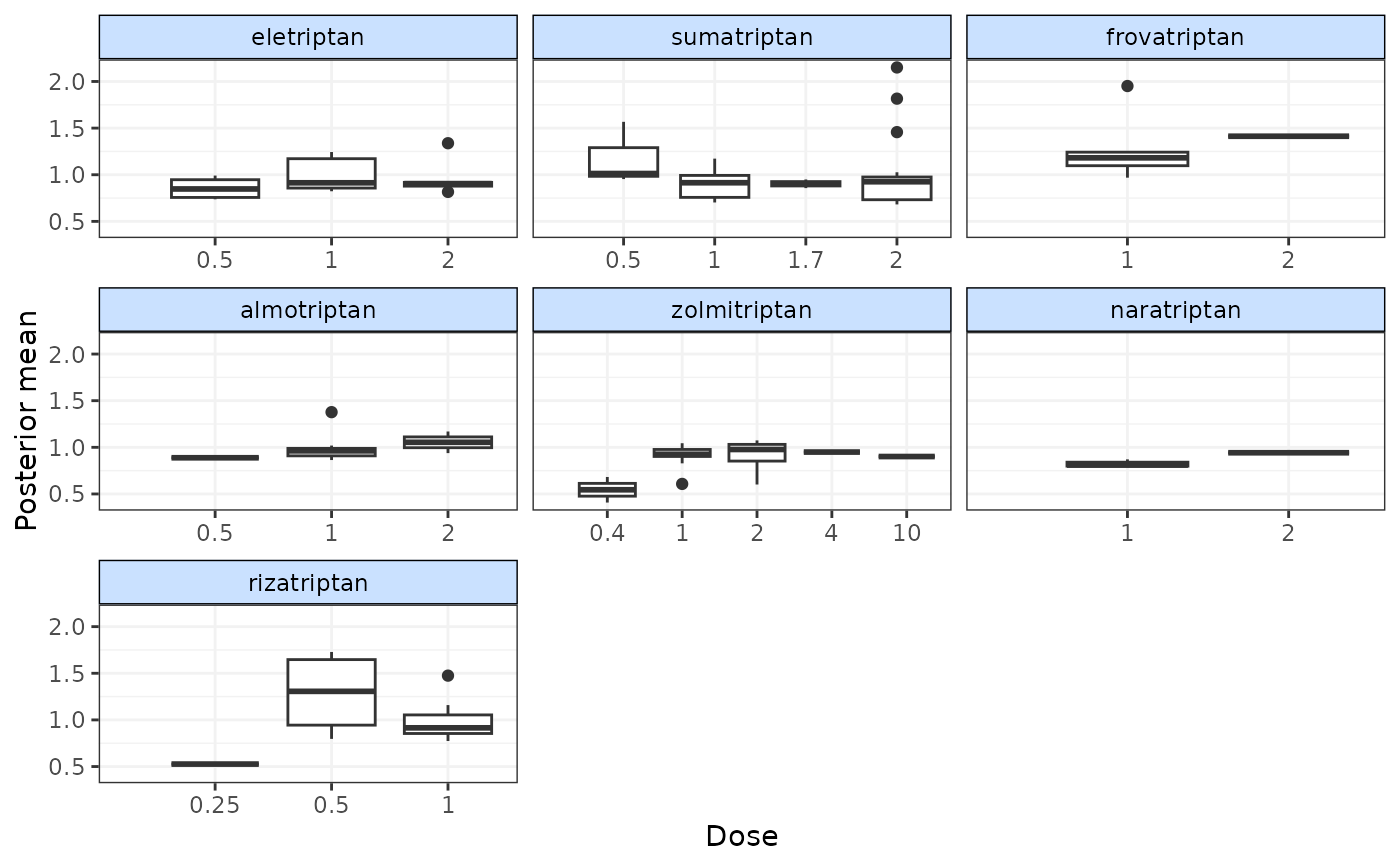 eletriptan sumatriptan frovatriptan
2.0
1.5
1.0
0.5
0.5 1 2 0.5 1 1.7 2 1 2
almotriptan zolmitriptan naratriptan
2.0
1.5
1.0
0.5
0.5 1 2 0.4 1 2 4 10 1 2
rizatriptan
2.0
1.5
1.0
0.5
0.25 0.5 1
Posterior mean
Dose